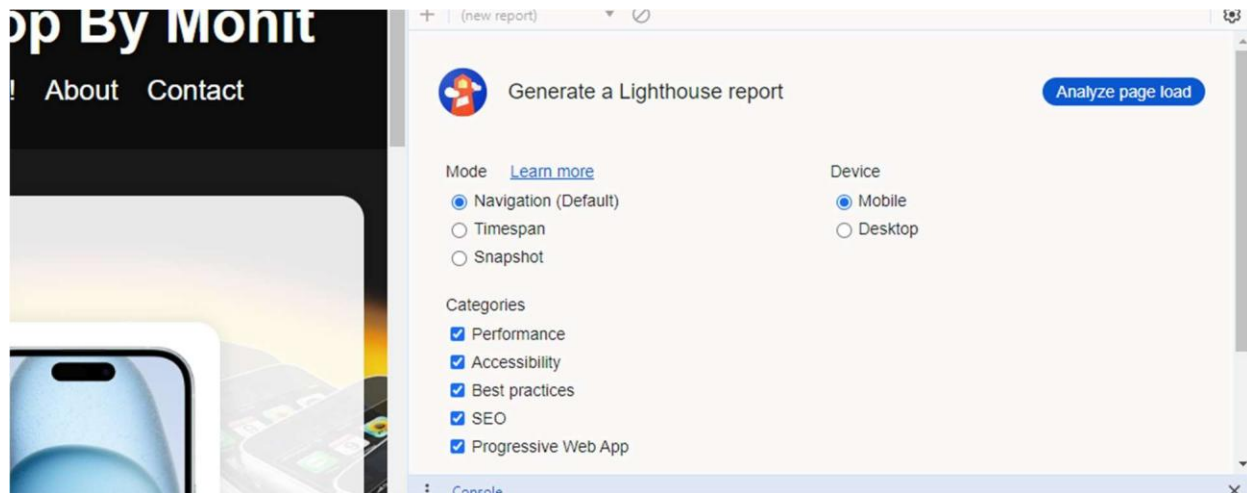 op By Mohit
! About Contact
(new report)
Generate a Lighthouse report
Analyze page load
Mode Learn more
Navigation (Default)
Timespan
Snapshot
Device
Mobile
Desktop
Categories
Performance
Accessibility
Best practices
SEO
Progressive Web App
Console